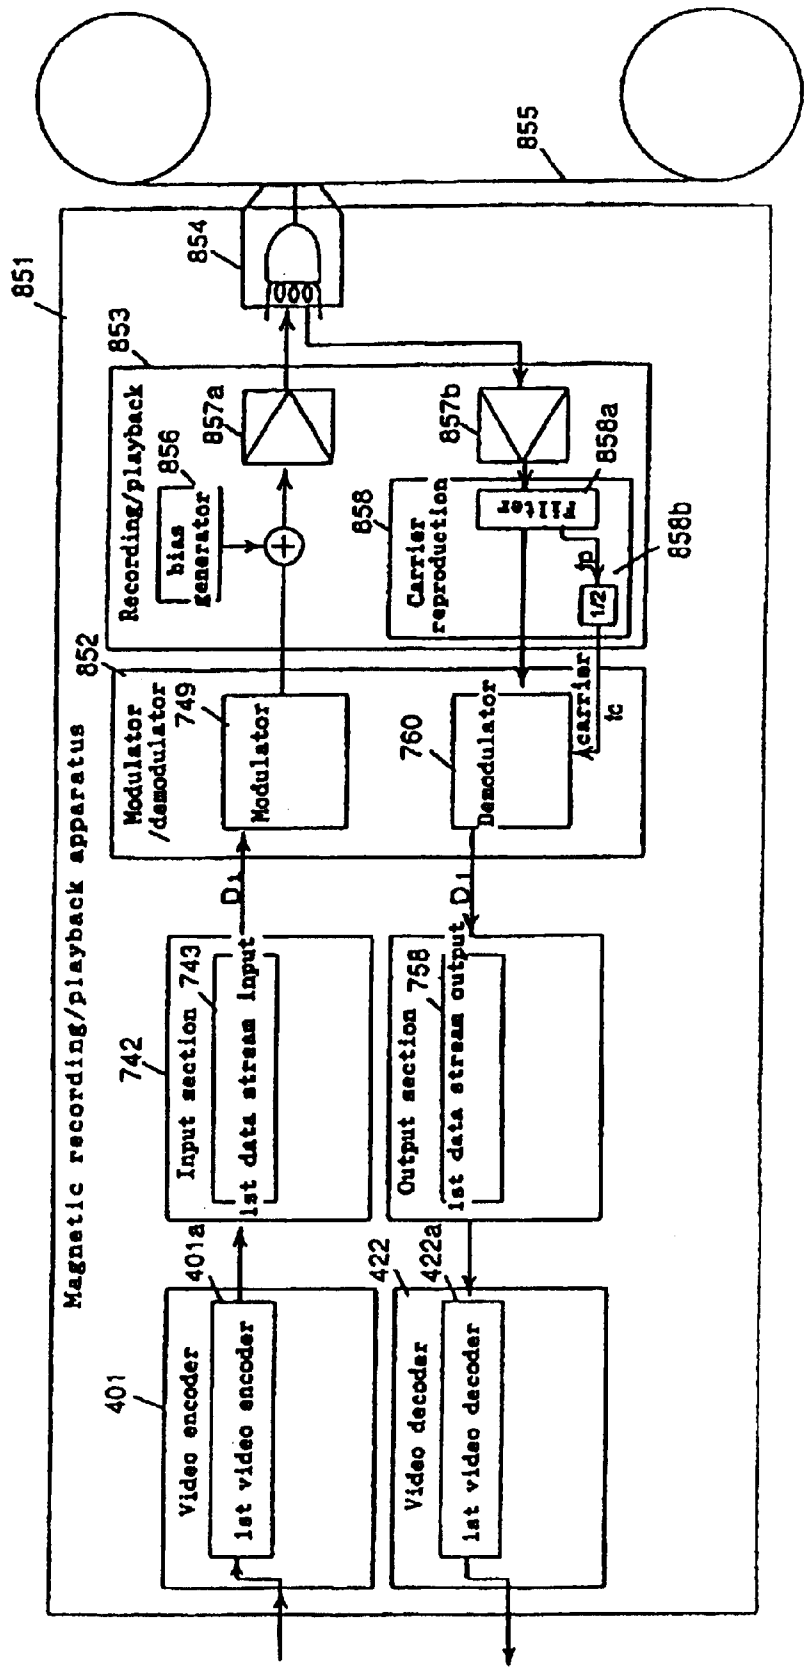 Magnetic recording/playback apparatus
851
401
Video encoder
401a
1st video encoder
742
Input section
743
1st data stream input
D1
852
Modulator
/demodulator
749
Modulator
853
Recording/playback
856
bias
generator
+
857a
854
855
422
Video decoder
422a
1st video decoder
Output section
758
1st data stream output
D1
760
Demodulator
carrier
fc
858
Carrier
reproduction
857b
858a
Filter
fp
1/2
858b